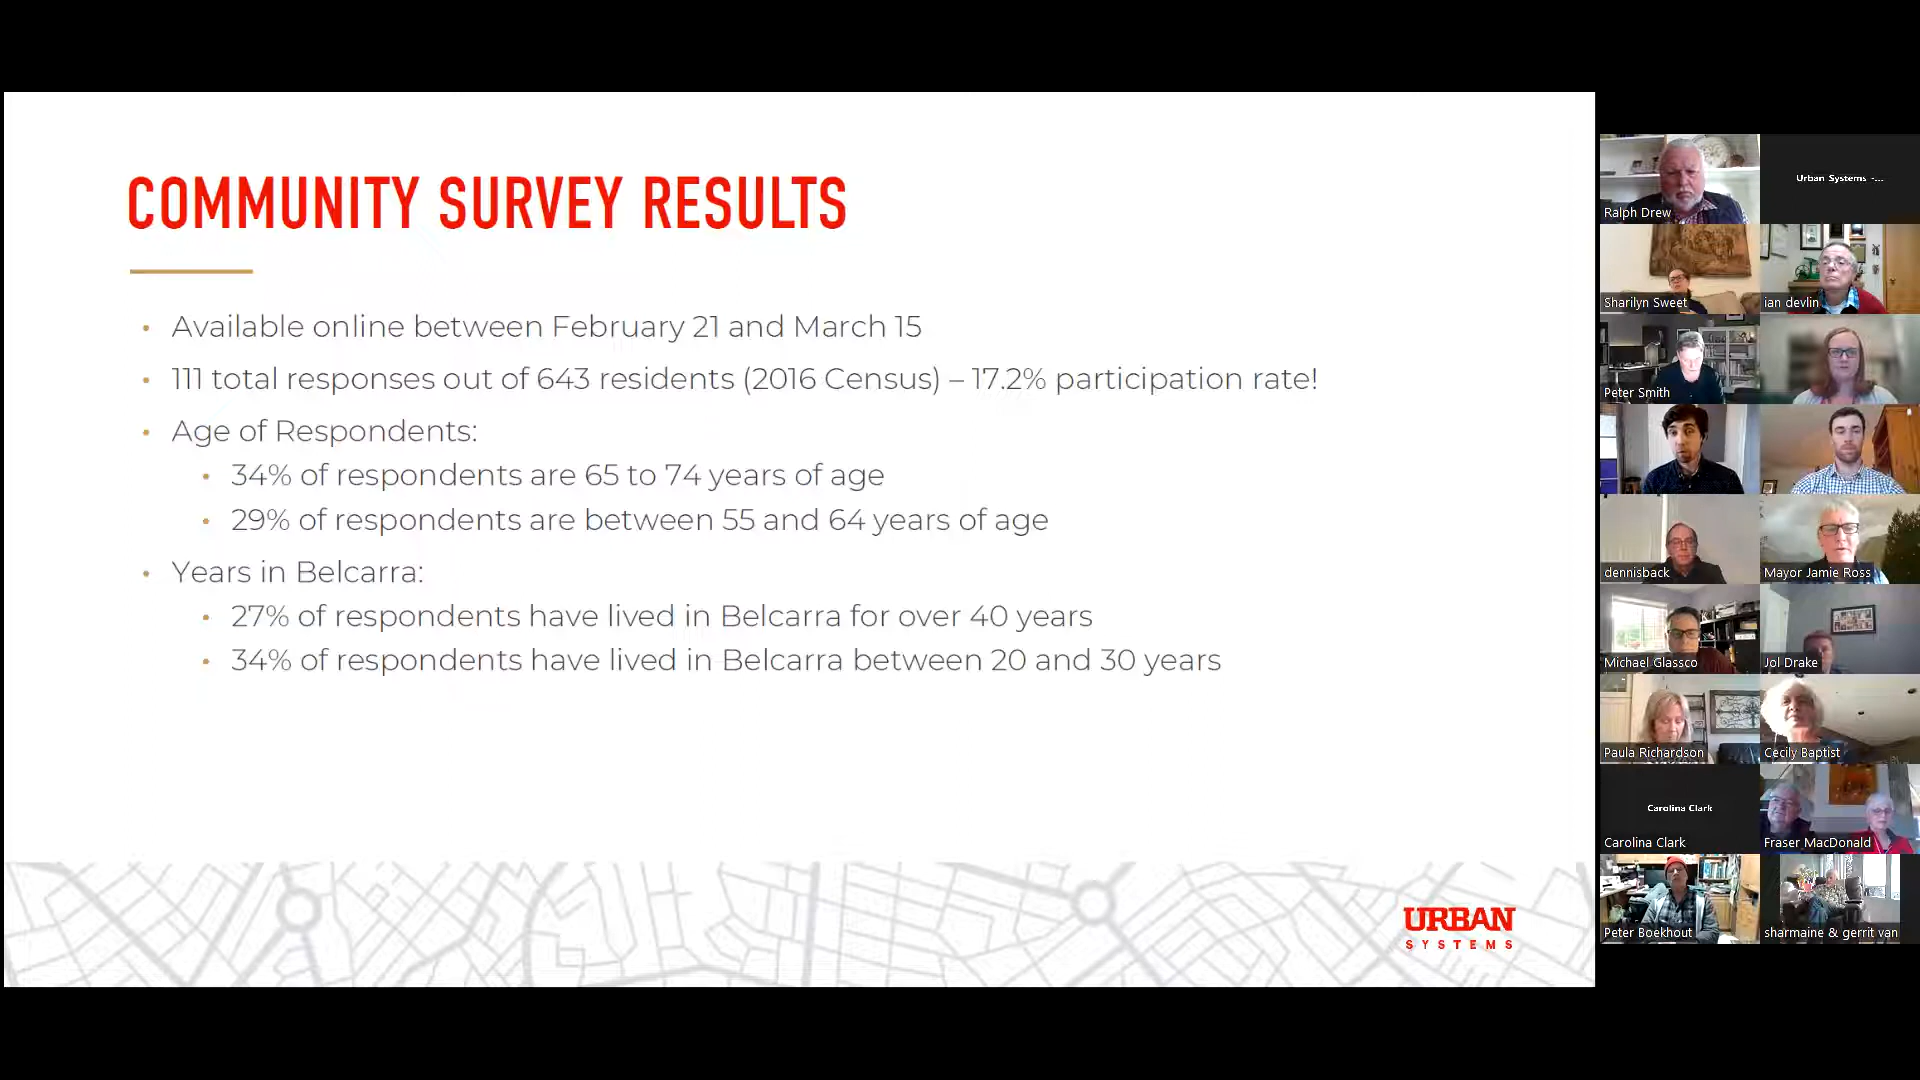 COMMUNITY SURVEY RESULTS
• Available online between February 21 and March 15
• 111 total responses out of 643 residents (2016 Census) – 17.2% participation rate!
• Age of Respondents:
• 34% of respondents are 65 to 74 years of age
• 29% of respondents are between 55 and 64 years of age
• Years in Belcarra:
• 27% of respondents have lived in Belcarra for over 40 years
• 34% of respondents have lived in Belcarra between 20 and 30 years
URBAN
SYSTEMS
Ralph Drew
Urban Systems -...
Sharilyn Sweet
ian devlin
Peter Smith
dennisback
Mayor Jamie Ross
Michael Glassco
Jol Drake
Paula Richardson
Cecily Baptist
Carolina Clark
Carolina Clark
Fraser MacDonald
Peter Boekhout
sharmaine & gerrit van